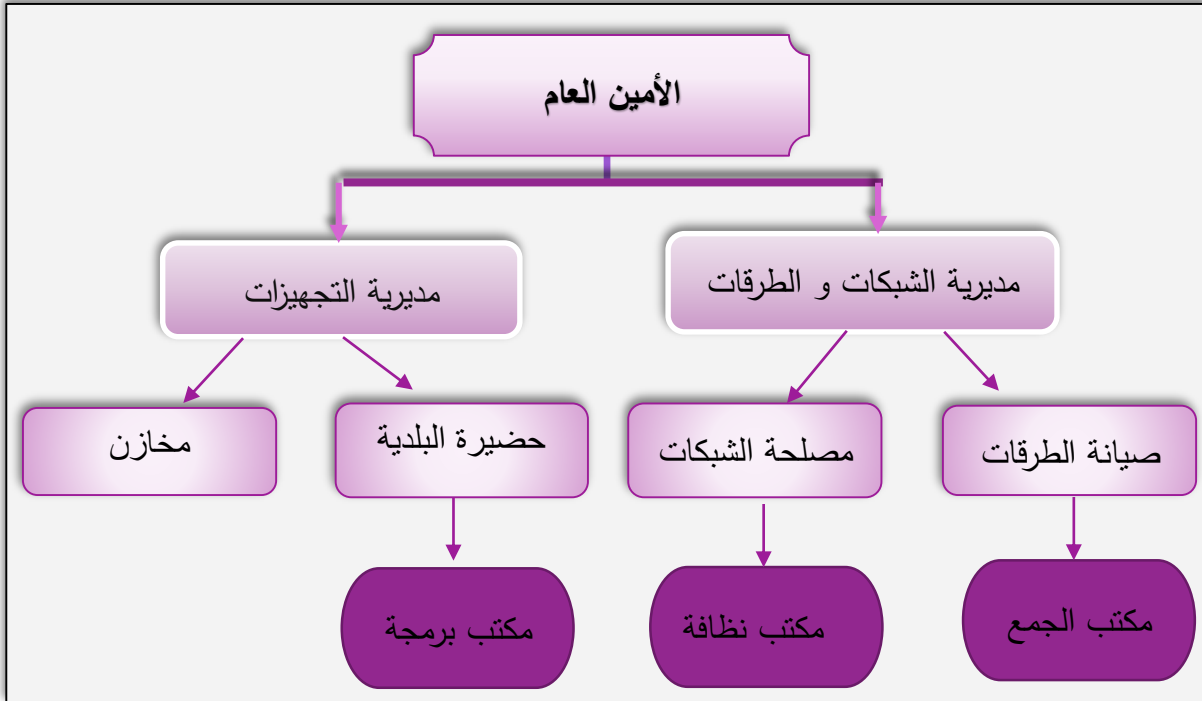 الأمين العام
مديرية الشبكات و الطرقات
مديرية التجهيزات
صيانة الطرقات
مصلحة الشبكات
حضيرة البلدية
مخازن
مكتب الجمع
مكتب نظافة
مكتب برمجة